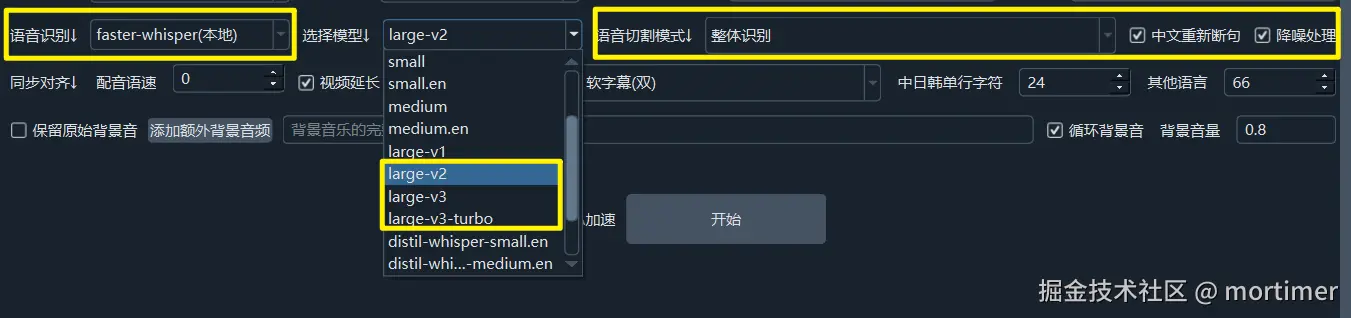 语音识别↓ faster-whisper(本地) 选择模型↓ large-v2 语音切割模式↓ 整体识别 中文重新断句 降噪处理
small
同步对齐↓ 配音语速 0 视频延长 small.en 软字幕(双) 中日韩单行字符 24 其他语言 66
medium
保留原始背景音 添加额外背景音频 背景音乐的完 medium.en 循环背景音 背景音量 0.8
large-v1
large-v2
large-v3
large-v3-turbo 加速 开始
distil-whisper-small.en
distil-whi...-medium.en
掘金技术社区 @ mortimer